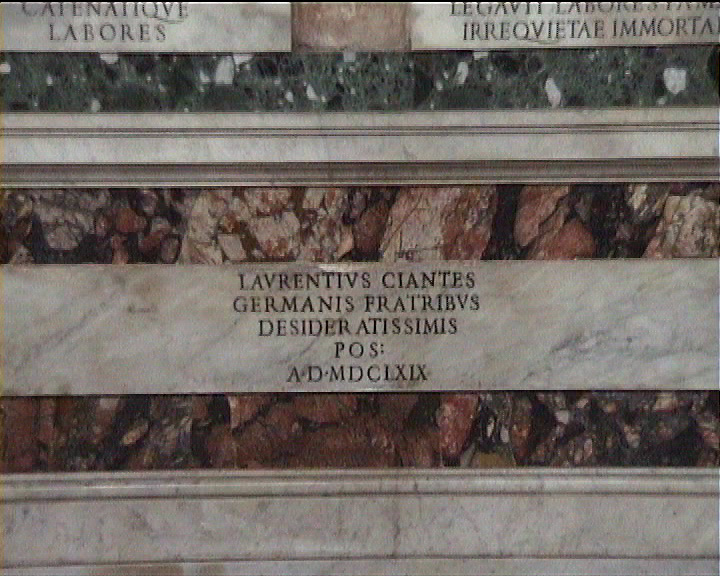 CATENATIQVE
LABORES
LEGAVIT LABORES
IRREQVIETAE IMMORTA
LAVRENTIVS CIANTES
GERMANIS FRATRIBVS
DESIDERATISSIMIS
POS:
A·D·MDCLXIX